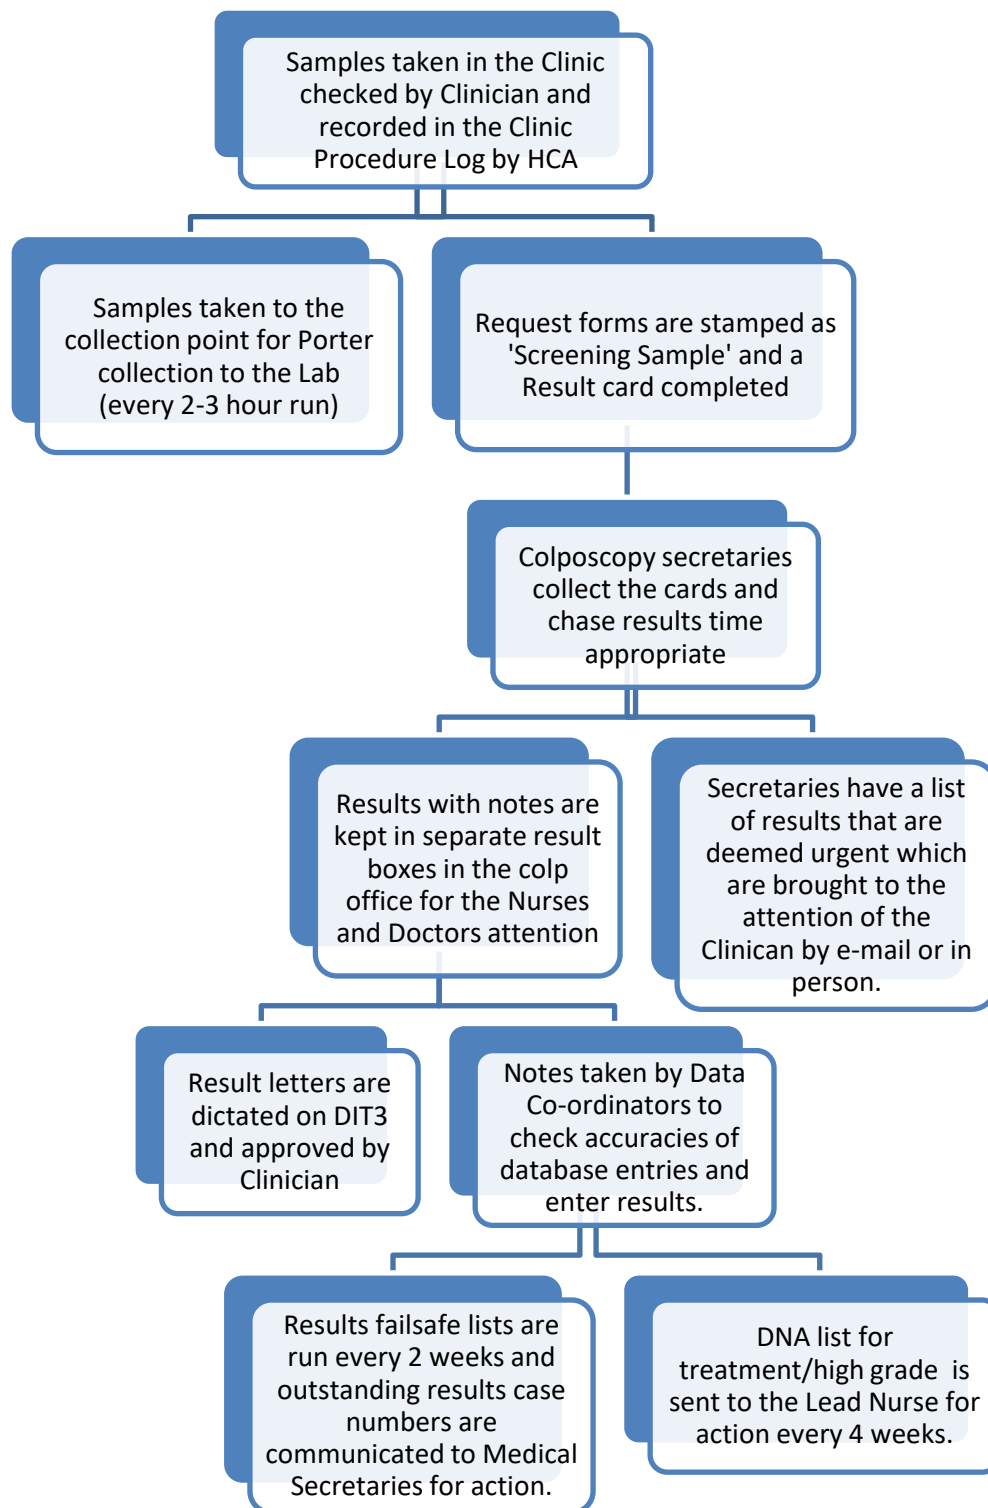 Samples taken in the Clinic
checked by Clinician and
recorded in the Clinic
Procedure Log by HCA
Samples taken to the
collection point for Porter
collection to the Lab
(every 2-3 hour run)
Request forms are stamped as
'Screening Sample' and a
Result card completed
Colposcopy secretaries
collect the cards and
chase results time
appropriate
Results with notes are
kept in separate result
boxes in the colp
office for the Nurses
and Doctors attention
Secretaries have a list
of results that are
deemed urgent which
are brought to the
attention of the
Clinican by e-mail or in
person.
Result letters are
dictated on DIT3
and approved by
Clinician
Notes taken by Data
Co-ordinators to
check accuracies of
database entries and
enter results.
Results failsafe lists are
run every 2 weeks and
outstanding results case
numbers are
communicated to Medical
Secretaries for action.
DNA list for
treatment/high grade  is
sent to the Lead Nurse for
action every 4 weeks.